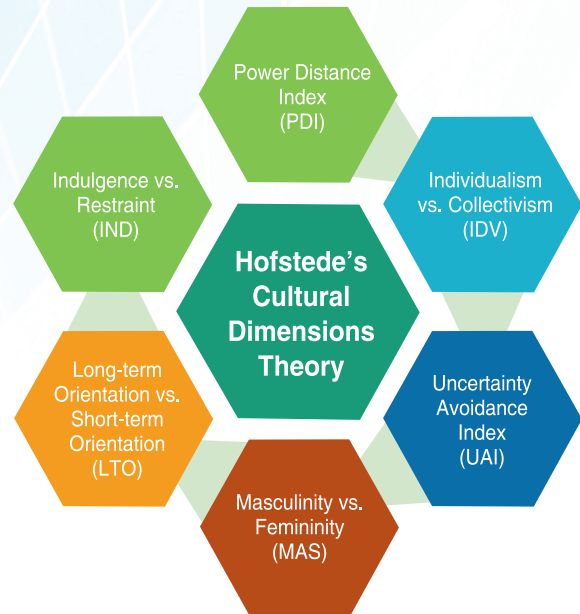 Power Distance
Index
(PDI)
Individualism
vs. Collectivism
(IDV)
Uncertainty
Avoidance
Index
(UAI)
Masculinity vs.
Femininity
(MAS)
Long-term
Orientation vs.
Short-term
Orientation
(LTO)
Indulgence vs.
Restraint
(IND)
Hofstede's
Cultural
Dimensions
Theory